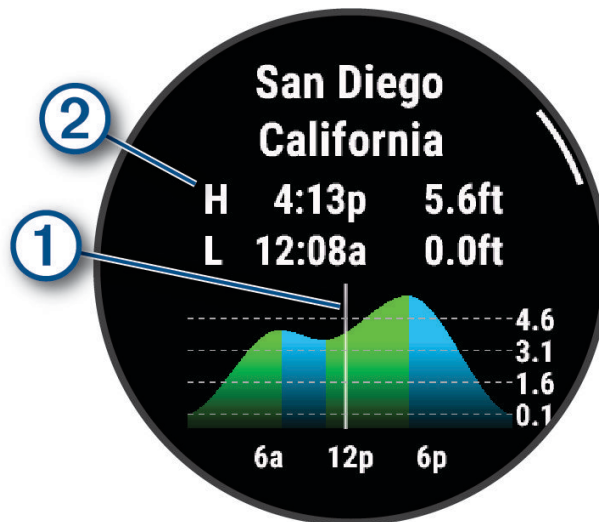 San Diego
California
2
H 4:13p 5.6ft
L 12:08a 0.0ft
1
4.6
3.1
1.6
0.1
6a 12p 6p